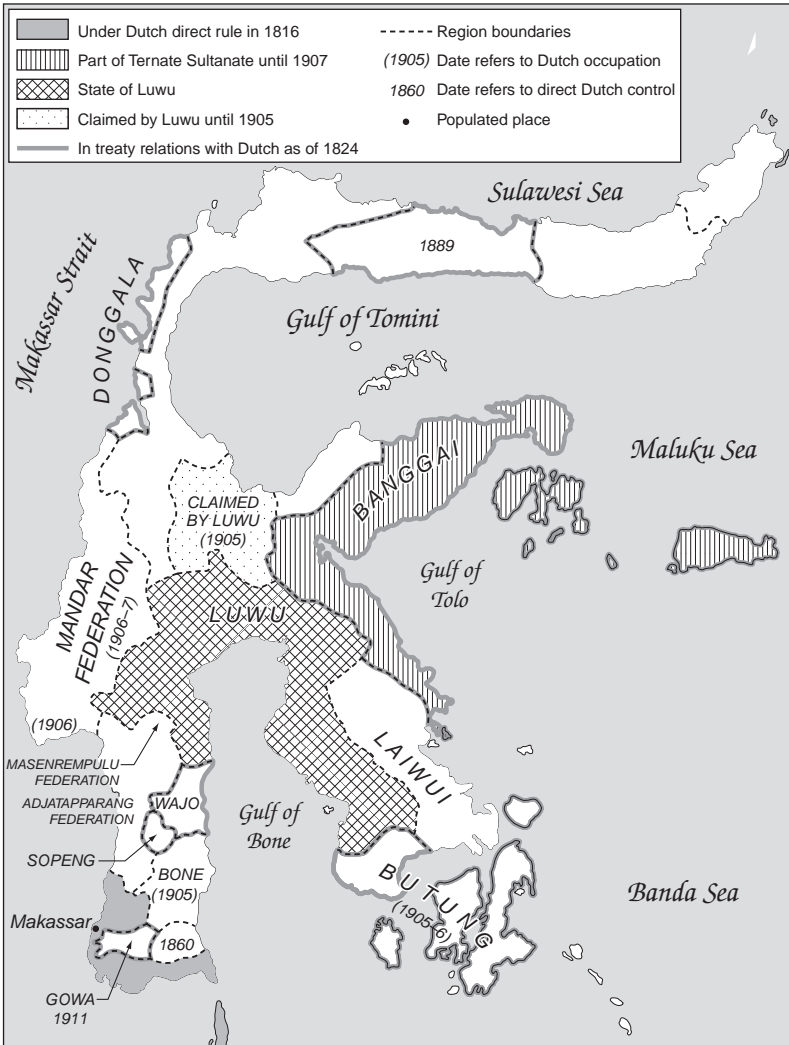 Under Dutch direct rule in 1816
Part of Ternate Sultanate until 1907
State of Luwu
Claimed by Luwu until 1905
In treaty relations with Dutch as of 1824
Region boundaries
(1905) Date refers to Dutch occupation
1860 Date refers to direct Dutch control
Populated place
Sulawesi Sea
Makassar Strait
DONGGALA
1889
Gulf of Tomini
BANGGAI
Maluku Sea
CLAIMED
BY LUWU
(1905)
Gulf of
Tolo
MANDAR
FEDERATION
(1906–7)
LUWU
(1906)
LAIWUI
MASENREMPULU
FEDERATION
ADJATAPPARANG
FEDERATION
WAJO
Gulf of
Bone
SOPENG
BONE
(1905)
BUTUNG
(1905–6)
Banda Sea
Makassar
1860
GOWA
1911